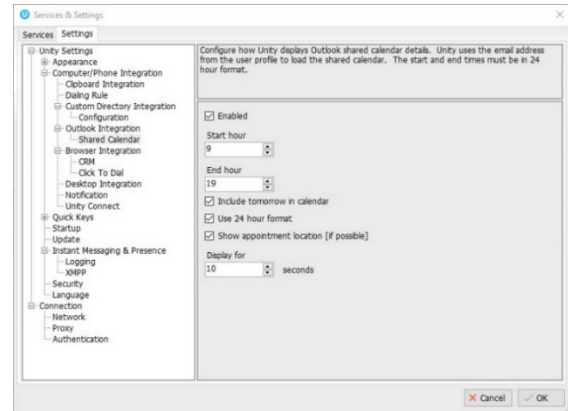 Services & Settings
Services Settings
Unity Settings
Appearance
Computer/Phone Integration
Clipboard Integration
Dialing Rule
Custom Directory Integration
Configuration
Outlook Integration
Shared Calendar
Browser Integration
CRM
Click To Dial
Desktop Integration
Notification
Unity Connect
Quick Keys
Startup
Update
Instant Messaging & Presence
Logging
XMPP
Security
Language
Connection
Network
Proxy
Authentication
Configure how Unity displays Outlook shared calendar details. Unity uses the email address
from the user profile to load the shared calendar. The start and end times must be in 24
hour format.
Enabled
Start hour
9
End hour
19
Include tomorrow in calendar
Use 24 hour format
Show appointment location [if possible]
Display for
10 seconds
Cancel OK